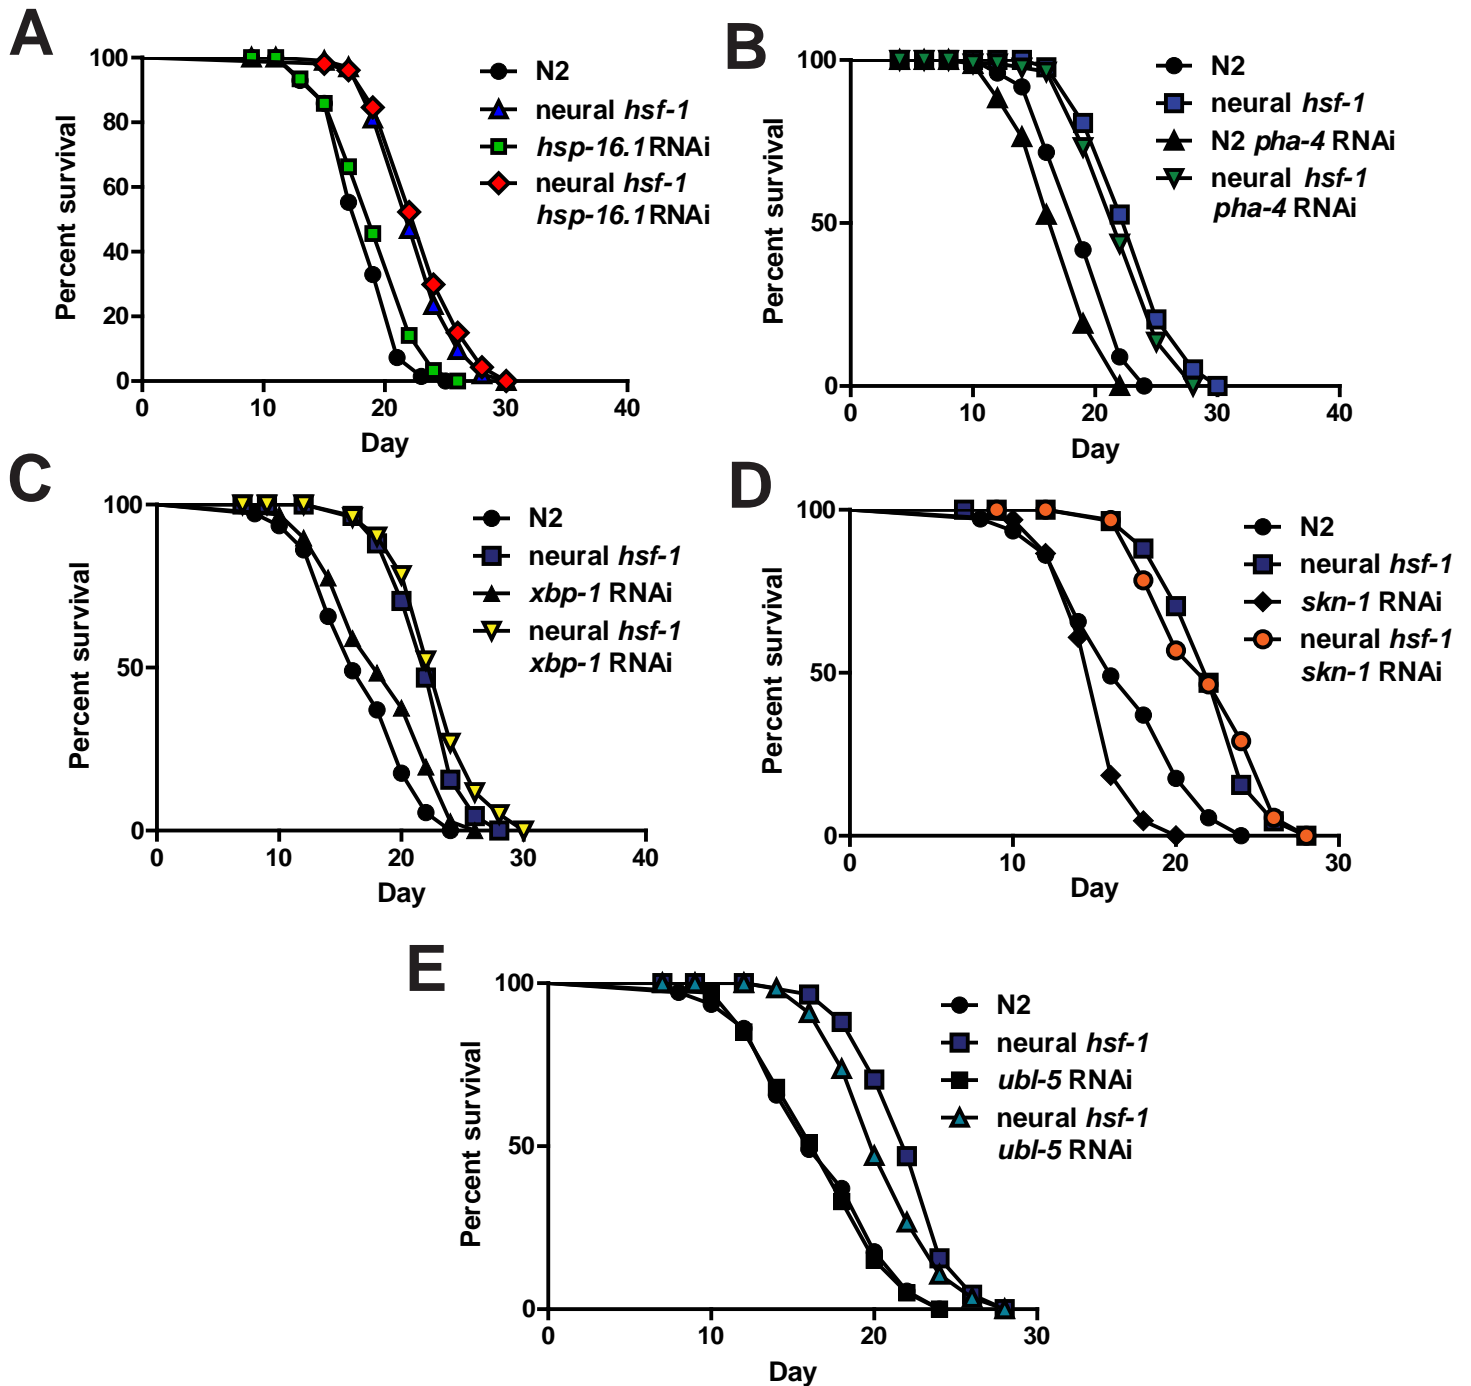 A
Percent survival
100
80
60
40
20
0
0 10 20 30 40
Day
N2
neural hsf-1
hsp-16.1 RNAi
neural hsf-1
hsp-16.1 RNAi
B
Percent survival
100
50
0
0 10 20 30 40
Day
N2
neural hsf-1
N2 pha-4 RNAi
neural hsf-1
pha-4 RNAi
C
Percent survival
100
50
0
0 10 20 30 40
Day
N2
neural hsf-1
xbp-1 RNAi
neural hsf-1
xbp-1 RNAi
D
Percent survival
100
50
0
0 10 20 30
Day
N2
neural hsf-1
skn-1 RNAi
neural hsf-1
skn-1 RNAi
E
Percent survival
100
50
0
0 10 20 30
Day
N2
neural hsf-1
ubl-5 RNAi
neural hsf-1
ubl-5 RNAi